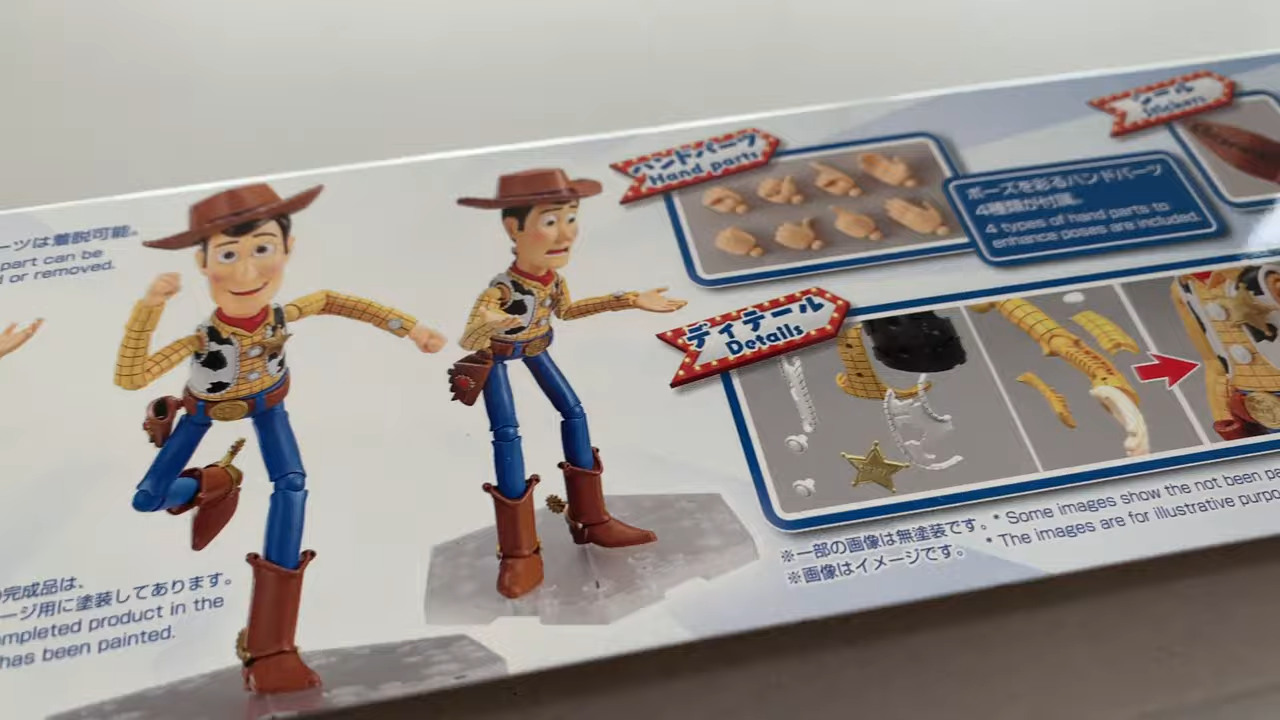 ーツは着脱可能。
part can be
d or removed.
ハンドパーツ
Hand parts
ポーズを彩るハンドパーツ
4種類が付属。
4 types of hand parts to
enhance poses are included.
シール
Stickers
ディテール
Details
※一部の画像は無塗装です。 * Some images show the not been pa
※画像はイメージです。 * The images are for illustrative purpo
の完成品は、
ージ用に塗装してあります。
ompleted product in the
has been painted.